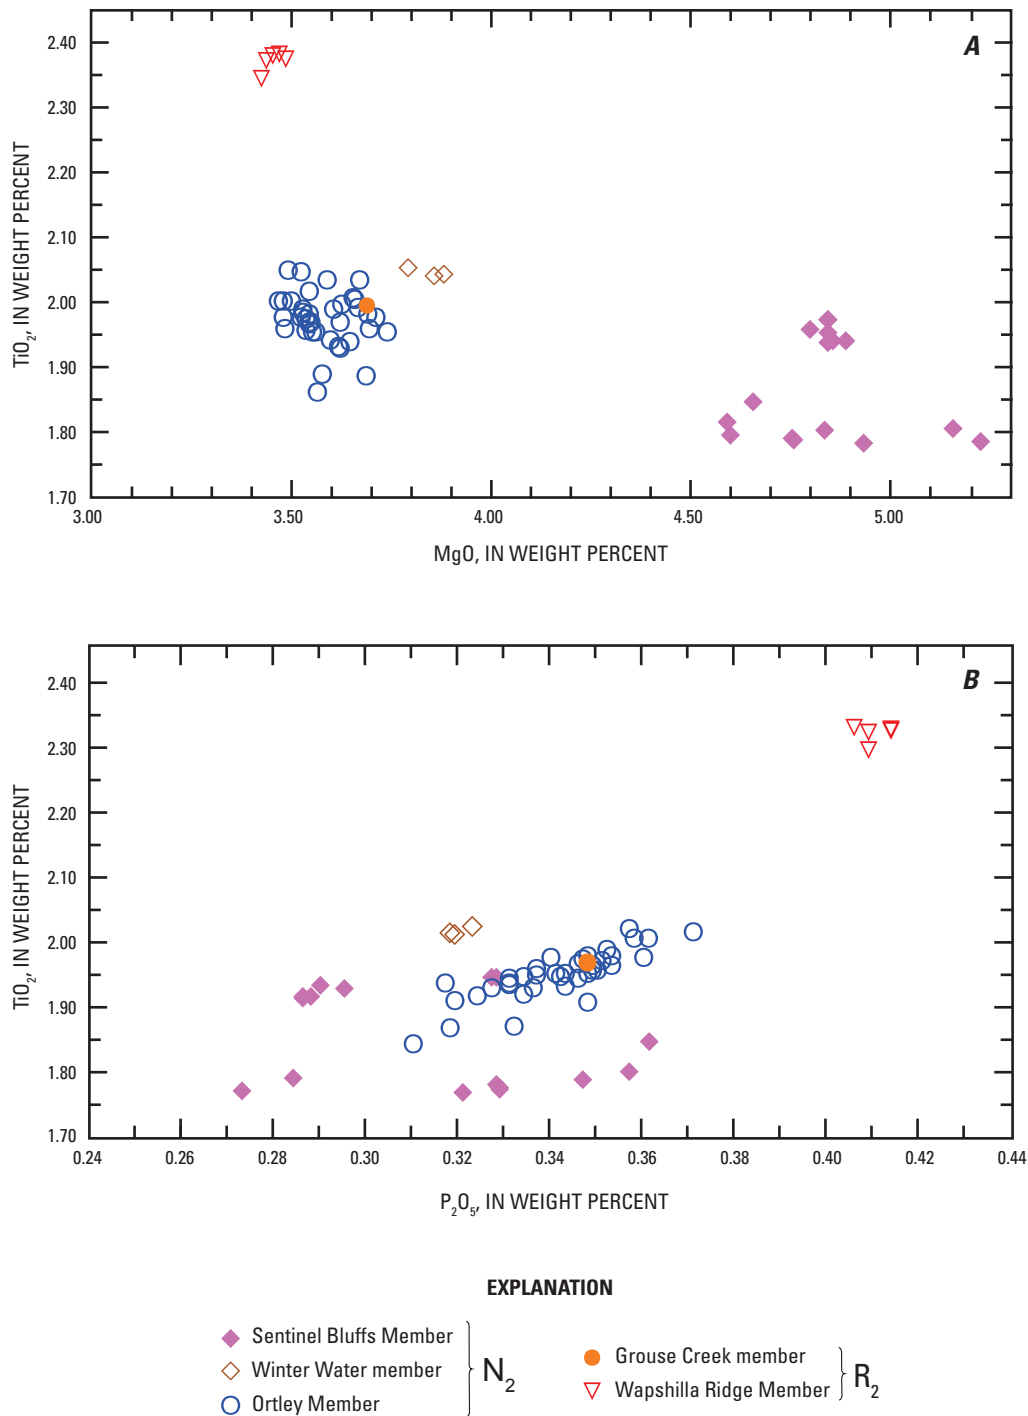 A
2.40
2.30
2.20
2.10
2.00
1.90
1.80
1.70
TiO2, IN WEIGHT PERCENT
3.00 3.50 4.00 4.50 5.00
MgO, IN WEIGHT PERCENT
B
2.40
2.30
2.20
2.10
2.00
1.90
1.80
1.70
TiO2, IN WEIGHT PERCENT
0.24 0.26 0.28 0.30 0.32 0.34 0.36 0.38 0.40 0.42 0.44
P2O5, IN WEIGHT PERCENT
EXPLANATION
Sentinel Bluffs Member
Winter Water member
Ortley Member
N2
Grouse Creek member
Wapshilla Ridge Member
R2